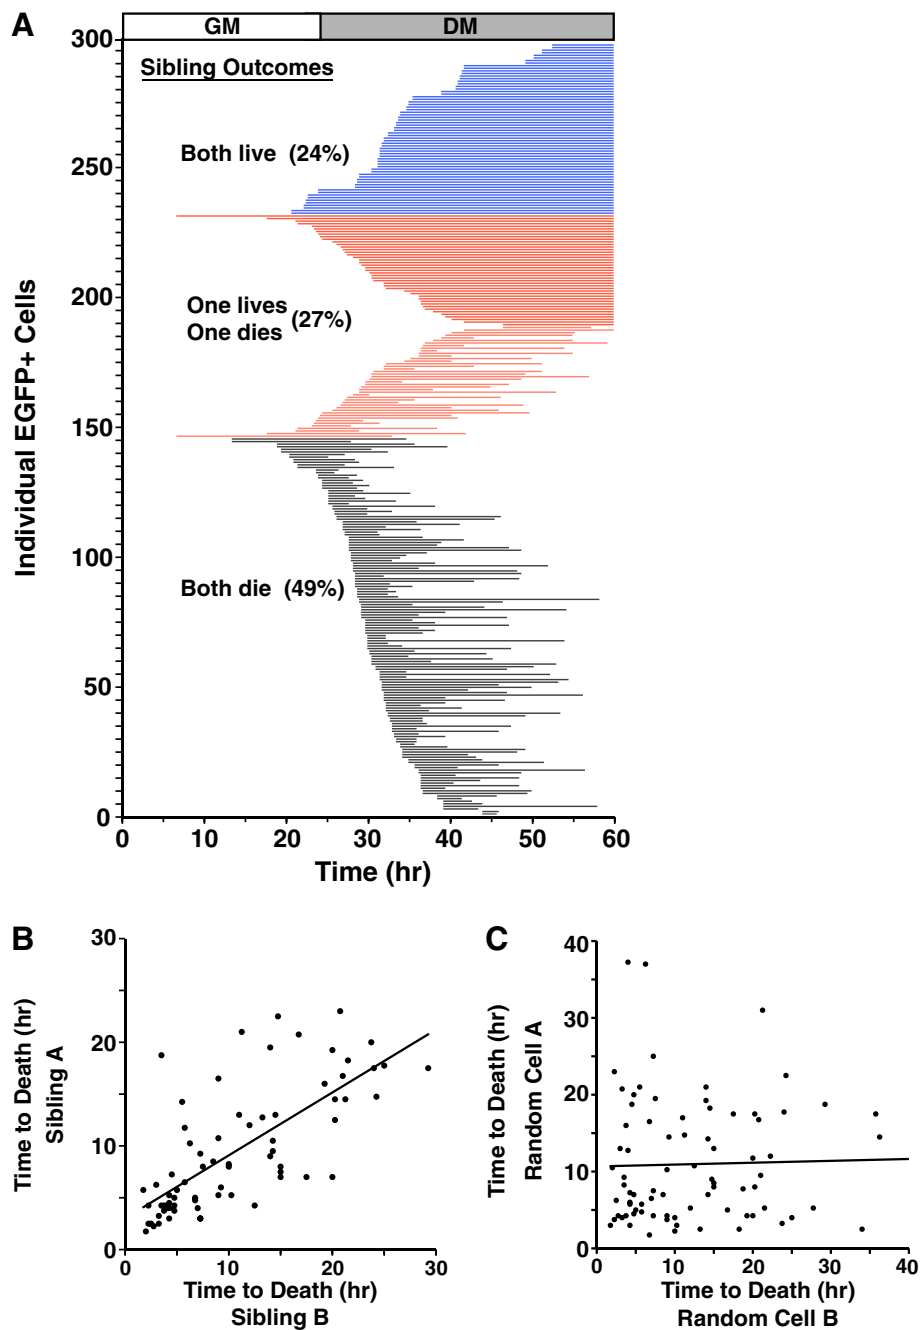 A
GM
DM
Sibling Outcomes
Both live (24%)
One lives
One dies (27%)
Both die (49%)
Individual EGFP+ Cells
300
250
200
150
100
50
0
0 10 20 30 40 50 60
Time (hr)
B
Time to Death (hr)
Sibling A
30
20
10
0
0 10 20 30
Time to Death (hr)
Sibling B
C
Time to Death (hr)
Random Cell A
40
30
20
10
0
0 10 20 30 40
Time to Death (hr)
Random Cell B